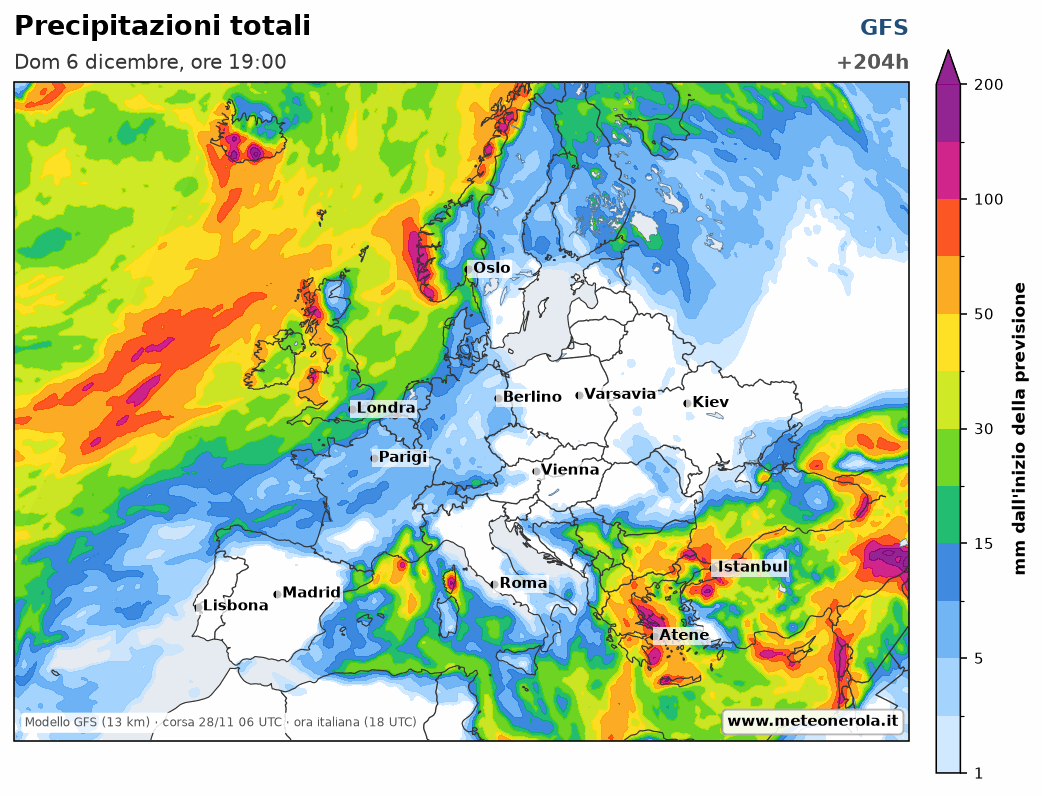 Precipitazioni totali
GFS
Dom 6 dicembre, ore 19:00
+204h
200
100
50
30
15
5
1
mm dall'inizio della previsione
Oslo
Berlino
Varsavia
Kiev
Londra
Parigi
Vienna
Istanbul
Roma
Madrid
Lisbona
Atene
Modello GFS (13 km) · corsa 28/11 06 UTC · ora italiana (18 UTC)
www.meteonerola.it